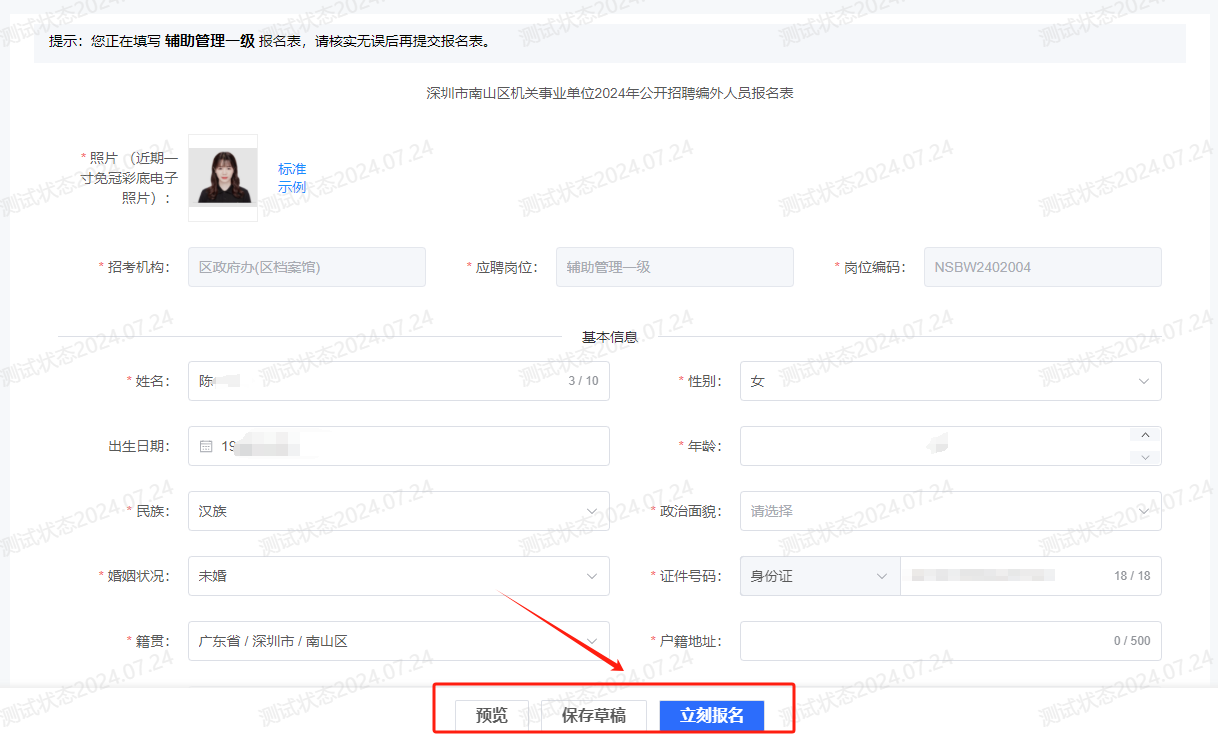 提示：您正在填写 辅助管理一级 报名表，请核实无误后再提交报名表。
深圳市南山区机关事业单位2024年公开招聘编外人员报名表
* 照片 （近期一
寸免冠彩底电子
照片）：
标准
示例
* 招考机构： 区政府办(区档案馆) * 应聘岗位： 辅助管理一级 * 岗位编码： NSBW2402004
基本信息
* 姓名： 陈 3 / 10 * 性别： 女
出生日期： 19 * 年龄：
* 民族： 汉族 * 政治面貌： 请选择
* 婚姻状况： 未婚 * 证件号码： 身份证 18 / 18
* 籍贯： 广东省 / 深圳市 / 南山区 * 户籍地址： 0 / 500
预览 保存草稿 立刻报名
测试状态2024.07.24